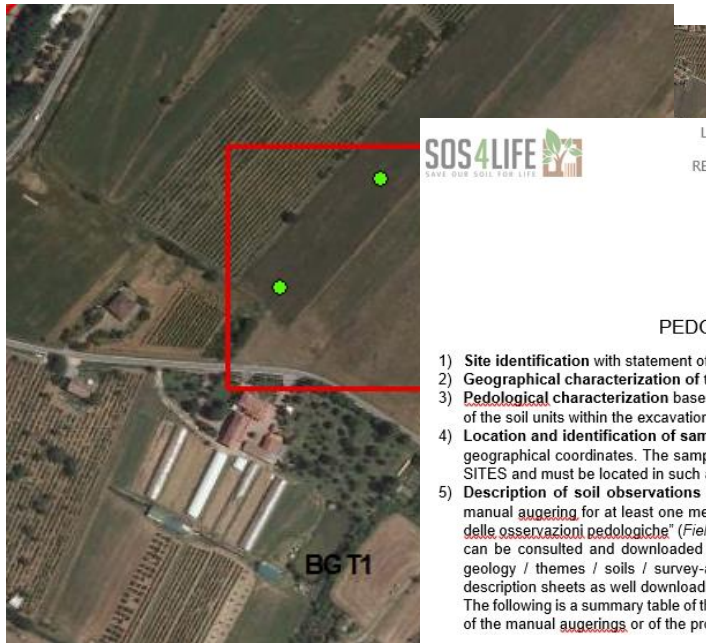 SOS4LIFE
SAVE OUR SOIL FOR LIFE
L
RE
PEDO
1) Site identification with statement of
2) Geographical characterization of
3) Pedological characterization base
of the soil units within the excavation
4) Location and identification of sam
geographical coordinates. The samp
SITES and must be located in such
5) Description of soil observations
manual augering for at least one me
delle osservazioni pedologiche" (Fiel
can be consulted and downloaded
geology / themes / soils / survey-a
description sheets as well download
The following is a summary table of th
of the manual augerings or of the pro
BG T1